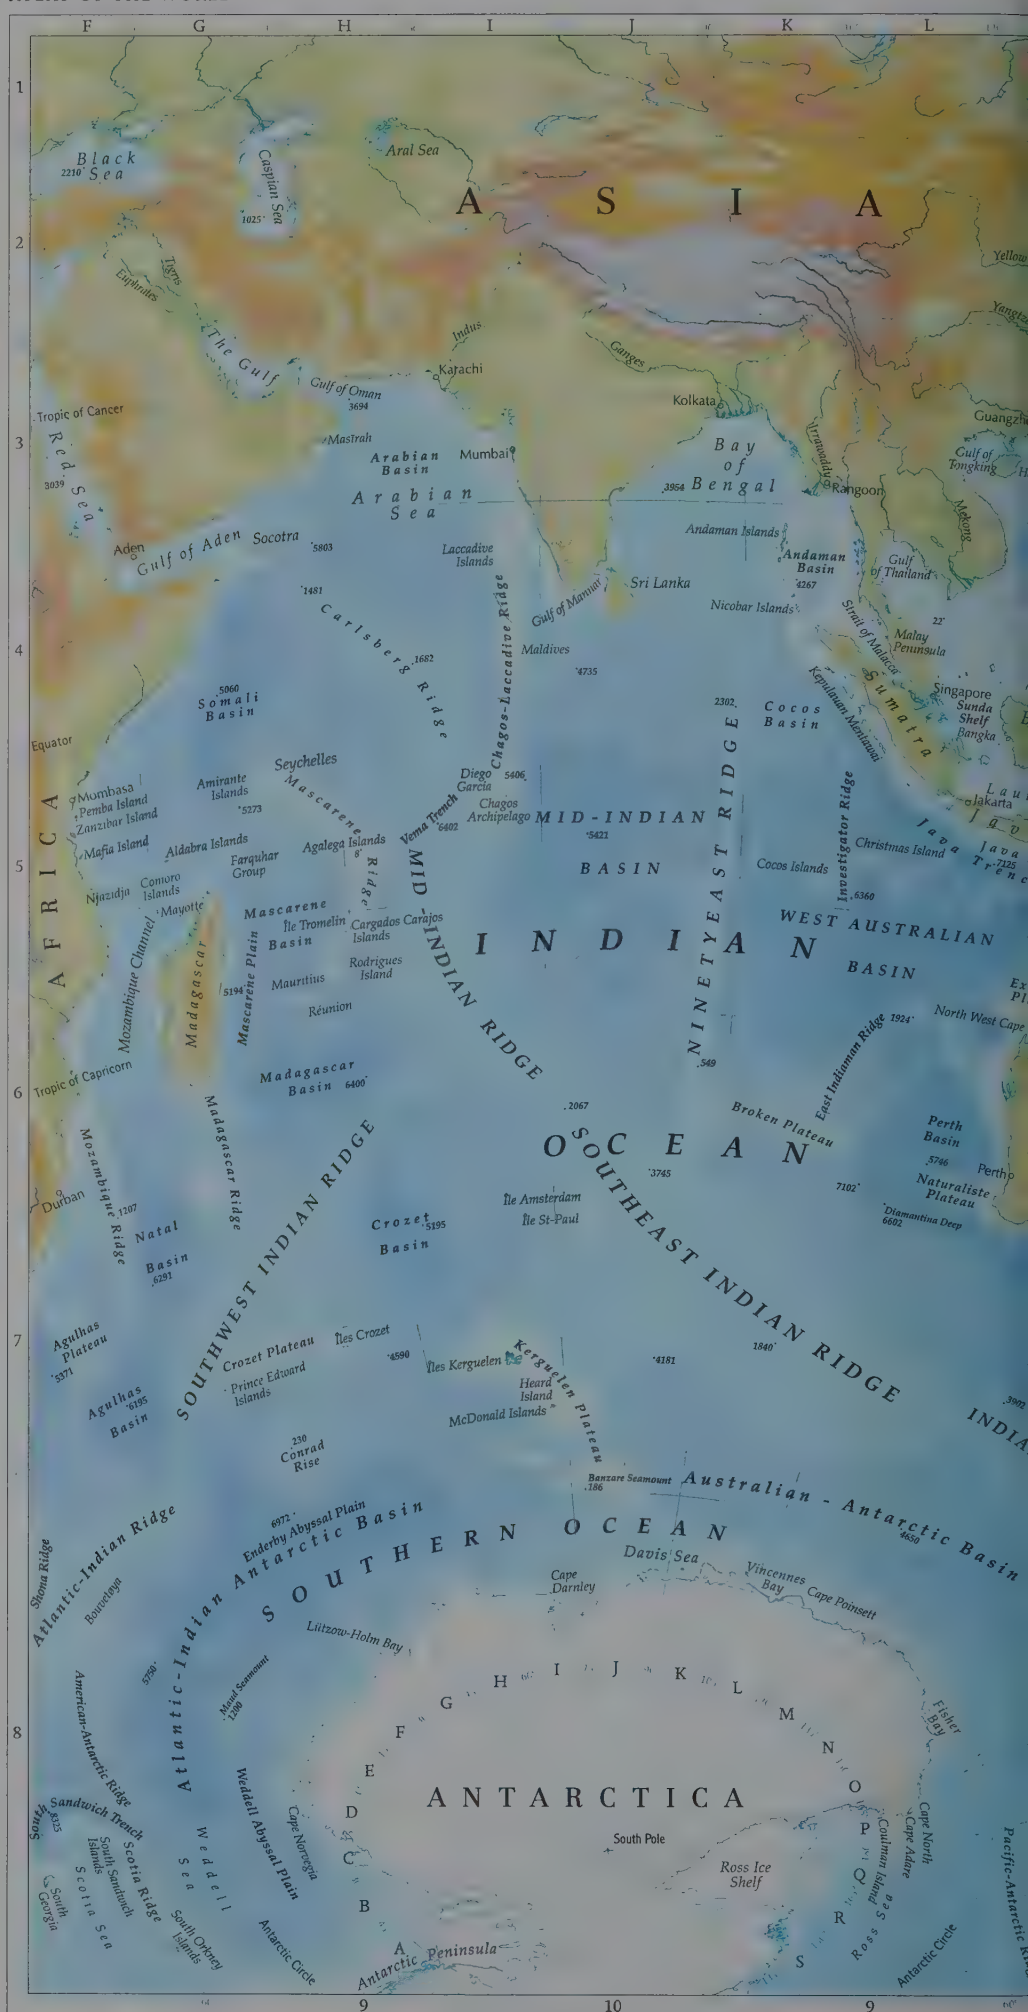 F G H I J K L
1
Black
Sea
2210
Caspian Sea
1025
Aral Sea
A S I A
2
Tigris
Euphrates
Yellow
The Gulf
Indus
Ganges
Karachi
Gulf of Oman
3694
Kolkata
Tropic of Cancer
Guangzh
3
Red Sea
3039
Masīrah
Arabian
Basin
Mumbai
Bay
of
Bengal
3954
Irrawaddy
Rangoon
Gulf of
Tongking
Mekong
Arabian
Sea
Aden
Gulf of Aden
Socotra
5803
Laccadive
Islands
Andaman Islands
Andaman
Basin
4267
Gulf
of Thailand
1481
Carlsberg Ridge
1682
Chagos-Laccadive Ridge
Gulf of Mannar
Sri Lanka
Nicobar Islands
Strait of Malacca
22
Malay
Peninsula
4
Maldives
4735
5060
Somali
Basin
2302
Cocos
Basin
Kepulauan Mentawai
Sumatra
Singapore
Sunda
Shelf
Bangka
Equator
Seychelles
Mombasa
Pemba Island
Zanzibar Island
Amirante
Islands
5273
Mascarene Ridge
Diego
Garcia
5406
Chagos
Archipelago
Vema Trench
6402
MID-INDIAN
5421
BASIN
NINETYEAST RIDGE
Investigator Ridge
Jakarta
Java
Trenc
7125
5
Mafia Island
Aldabra Islands
Agalega Islands
8
Farquhar
Group
Christmas Island
Cocos Islands
6360
AFRICA
Njazidja
Comoro
Islands
Mayotte
Mascarene
Basin
Île Tromelin
Cargados Carajos
Islands
MID-INDIAN RIDGE
WEST AUSTRALIAN
BASIN
INDIAN
Mozambique Channel
Madagascar
5194
Mascarene Plain
Mauritius
Rodrigues
Island
Réunion
1924
North West Cape
East Indiaman Ridge
549
6
Tropic of Capricorn
Madagascar
Basin
6400
2067
Broken Plateau
Perth
Basin
5746
Perth
OCEAN
3745
Naturaliste
Plateau
7102
Diamantina Deep
6602
Mozambique Ridge
Durban
1207
Madagascar Ridge
Natal
Basin
6291
SOUTHWEST INDIAN RIDGE
Crozet
5195
Basin
Île Amsterdam
Île St-Paul
SOUTHEAST INDIAN RIDGE
7
Agulhas
Plateau
5371
Agulhas
6195
Basin
Crozet Plateau
Îles Crozet
4590
Prince Edward
Islands
Îles Kerguelen
Kerguelen Plateau
Heard
Island
McDonald Islands
4181
1840
3902
INDIA
230
Conrad
Rise
Banzare Seamount
186
Australian - Antarctic Basin
4650
6972
Enderby Abyssal Plain
Atlantic-Indian Antarctic Basin
SOUTHERN OCEAN
Davis Sea
Cape
Darnley
Vincennes
Bay
Cape Poinsett
Shona Ridge
Atlantic-Indian Ridge
Bouvetøya
Lützow-Holm Bay
5750
Maud Seamount
1200
8
American-Antarctic Ridge
A B C D E F G H I J K L M N O P Q R S
Fisher
Bay
ANTARCTICA
South Pole
Ross Ice
Shelf
Cape North
Cape Adare
Coulman Island
Ross Sea
South Sandwich Trench
8325
Weddell Abyssal Plain
Cape Norvegia
Weddell
Sea
Scotia Ridge
South Sandwich
Islands
Scotia Sea
South
Georgia
South Orkney
Islands
Antarctic Circle
Antarctic Peninsula
Antarctic Circle
Pacific-Antarctic
9 10 9